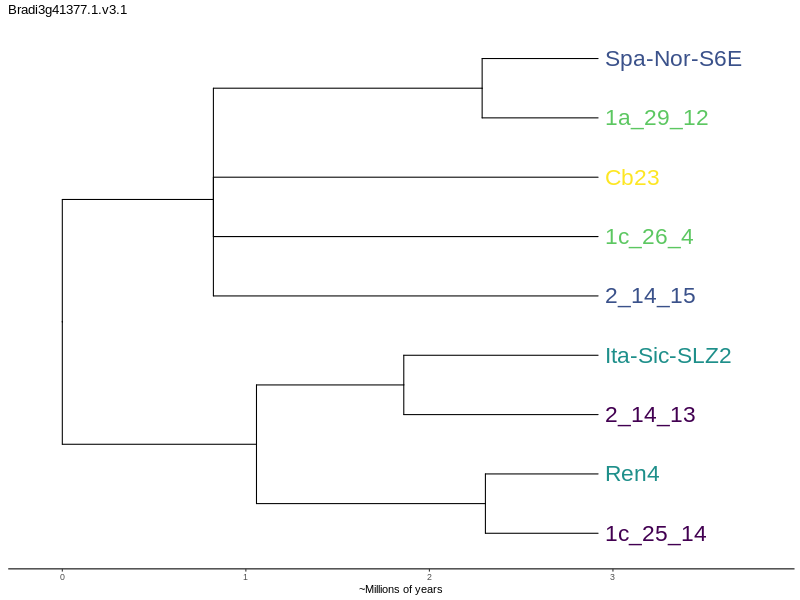 Bradi3g41377.1.v3.1
Spa-Nor-S6E
1a_29_12
Cb23
1c_26_4
2_14_15
Ita-Sic-SLZ2
2_14_13
Ren4
1c_25_14
0 1 2 3
~Millions of years